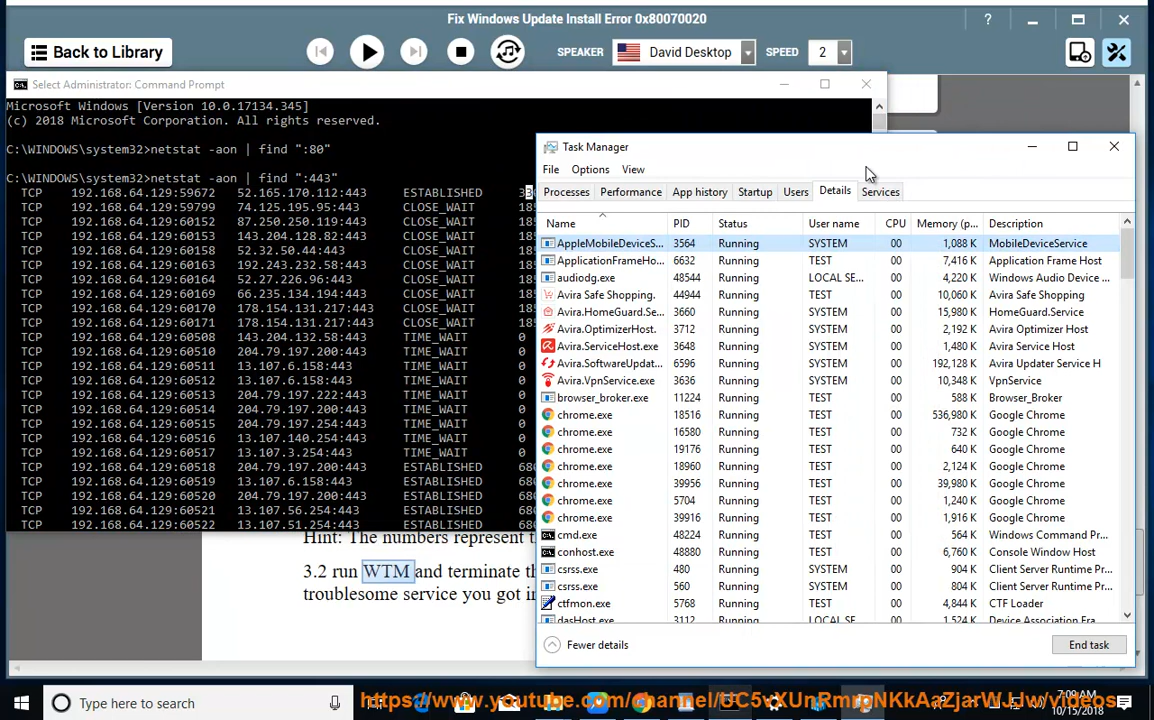 Fix Windows Update Install Error 0x80070020
?
Back to Library
SPEAKER
David Desktop
SPEED
2
Select Administrator: Command Prompt
Microsoft Windows [Version 10.0.17134.345]
(c) 2018 Microsoft Corporation. All rights reserved.
C:\WINDOWS\system32>netstat -aon | find ":80"
C:\WINDOWS\system32>netstat -aon | find ":443"
TCP 192.168.64.129:59672 52.165.170.112:443 ESTABLISHED
TCP 192.168.64.129:59799 74.125.195.95:443 CLOSE_WAIT
TCP 192.168.64.129:60152 87.250.250.119:443 CLOSE_WAIT
TCP 192.168.64.129:60153 143.204.128.82:443 CLOSE_WAIT
TCP 192.168.64.129:60158 52.32.50.44:443 CLOSE_WAIT
TCP 192.168.64.129:60163 192.243.232.58:443 CLOSE_WAIT
TCP 192.168.64.129:60164 52.27.226.96:443 CLOSE_WAIT
TCP 192.168.64.129:60169 66.235.134.194:443 CLOSE_WAIT
TCP 192.168.64.129:60170 178.154.131.217:443 CLOSE_WAIT
TCP 192.168.64.129:60171 178.154.131.217:443 CLOSE_WAIT
TCP 192.168.64.129:60508 143.204.132.58:443 TIME_WAIT 0
TCP 192.168.64.129:60510 204.79.197.200:443 TIME_WAIT 0
TCP 192.168.64.129:60511 13.107.6.158:443 TIME_WAIT 0
TCP 192.168.64.129:60513 204.79.197.222:443 TIME_WAIT 0
TCP 192.168.64.129:60514 204.79.197.200:443 TIME_WAIT 0
TCP 192.168.64.129:60515 204.79.197.254:443 TIME_WAIT 0
TCP 192.168.64.129:60516 13.107.140.254:443 TIME_WAIT 0
TCP 192.168.64.129:60517 13.107.3.254:443 TIME_WAIT 0
TCP 192.168.64.129:60518 204.79.197.200:443 ESTABLISHED
TCP 192.168.64.129:60519 13.107.6.158:443 ESTABLISHED
TCP 192.168.64.129:60520 204.79.197.200:443 ESTABLISHED
TCP 192.168.64.129:60521 13.107.56.254:443 ESTABLISHED
TCP 192.168.64.129:60522 13.107.51.254:443 ESTABLISHED
Task Manager
File Options View
Processes Performance App history Startup Users Details Services
Name PID Status User name CPU Memory (p... Description
AppleMobileDeviceS... 3564 Running SYSTEM 00 1,088 K MobileDeviceService
ApplicationFrameHo... 6632 Running TEST 00 7,416 K Application Frame Host
audiodg.exe 48544 Running LOCAL SE... 00 4,220 K Windows Audio Device ...
Avira Safe Shopping. 44944 Running TEST 00 10,060 K Avira Safe Shopping
Avira.HomeGuard.Se... 3660 Running SYSTEM 00 15,980 K HomeGuard.Service
Avira.OptimizerHost. 3712 Running SYSTEM 00 2,192 K Avira Optimizer Host
Avira.ServiceHost.exe 3648 Running SYSTEM 00 1,480 K Avira Service Host
Avira.SoftwareUpdat... 6596 Running SYSTEM 00 192,128 K Avira Updater Service H
Avira.VpnService.exe 3636 Running SYSTEM 00 10,348 K VpnService
browser_broker.exe 11224 Running TEST 00 588 K Browser_Broker
chrome.exe 18516 Running TEST 00 536,980 K Google Chrome
chrome.exe 16580 Running TEST 00 732 K Google Chrome
chrome.exe 19176 Running TEST 00 640 K Google Chrome
chrome.exe 18960 Running TEST 00 2,124 K Google Chrome
chrome.exe 39956 Running TEST 00 39,980 K Google Chrome
chrome.exe 5704 Running TEST 00 1,240 K Google Chrome
chrome.exe 39916 Running TEST 00 1,916 K Google Chrome
cmd.exe 48224 Running TEST 00 564 K Windows Command Pr...
conhost.exe 48880 Running TEST 00 6,760 K Console Window Host
csrss.exe 480 Running SYSTEM 00 904 K Client Server Runtime Pr...
csrss.exe 560 Running SYSTEM 00 804 K Client Server Runtime Pr...
ctfmon.exe 5768 Running TEST 00 4,844 K CTF Loader
dasHost.exe 3112 Running LOCAL SE... 00 1,524 K Device Association Fra...
Fewer details
End task
Hint: The numbers represent
3.2 run WTM and terminate
troublesome service you got
Type here to search
7:09 AM
10/15/2018